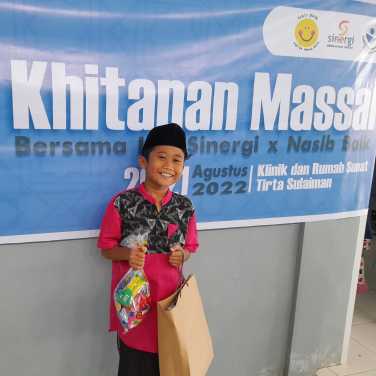 sinergi
Khitanan Massal
Bersama Sinergi x Nasib Baik
Agustus
2022
Klinik dan Rumah Sunat
Tirta Sulaiman